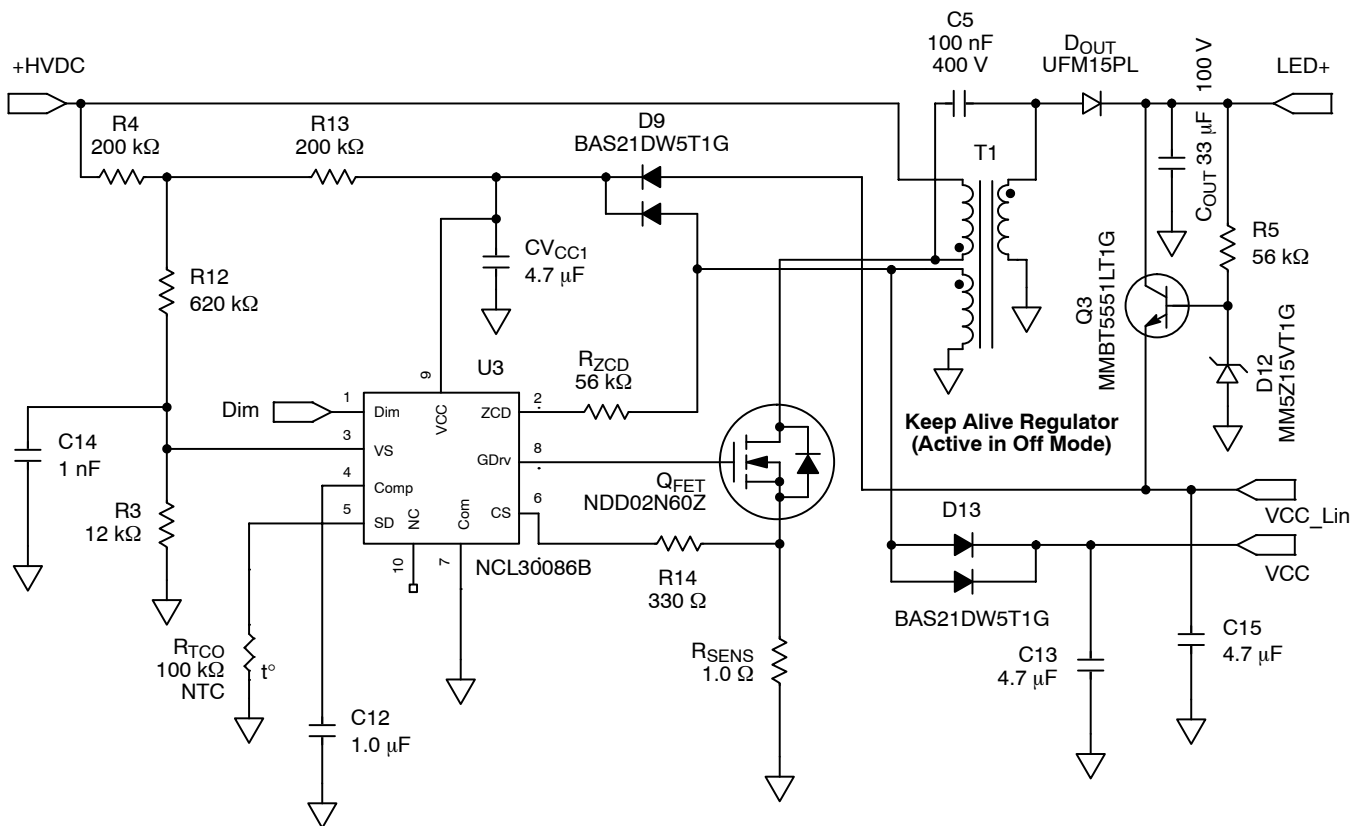 C5
100 nF
400 V
DOUT
UFM15PL
+HVDC
LED+
R4
200 kΩ
R13
200 kΩ
D9
BAS21DW5T1G
T1
COUT 33 μF 100 V
R5
56 kΩ
R12
620 kΩ
CVCC1
4.7 μF
Q3
MMBT5551LT1G
D12
MM5Z15VT1G
U3
RZCD
56 kΩ
Dim
1
Dim
9
VCC
2
ZCD
3
VS
8
GDrv
4
Comp
6
CS
5
SD
NC
Com
10
7
NCL30086B
C14
1 nF
R3
12 kΩ
Keep Alive Regulator
(Active in Off Mode)
QFET
NDD02N60Z
R14
330 Ω
D13
BAS21DW5T1G
VCC_Lin
VCC
RTCO
100 kΩ
NTC
t°
RSENS
1.0 Ω
C13
4.7 μF
C15
4.7 μF
C12
1.0 μF